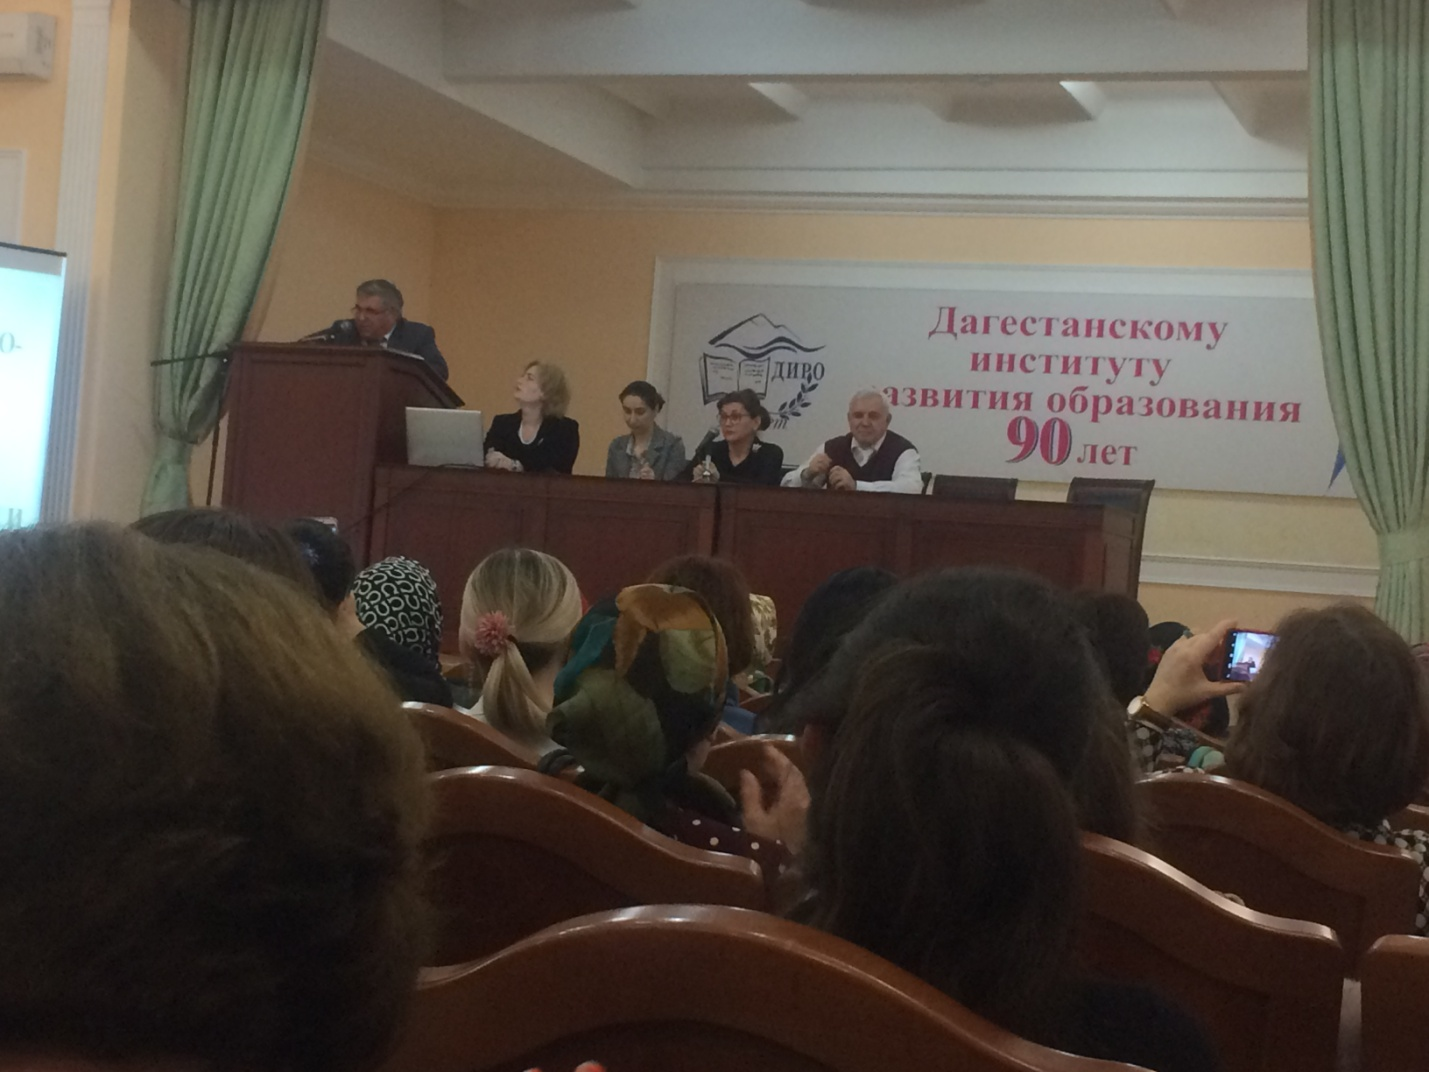 Дагестанскому
институту
азвития образования
90 лет
ДИРО